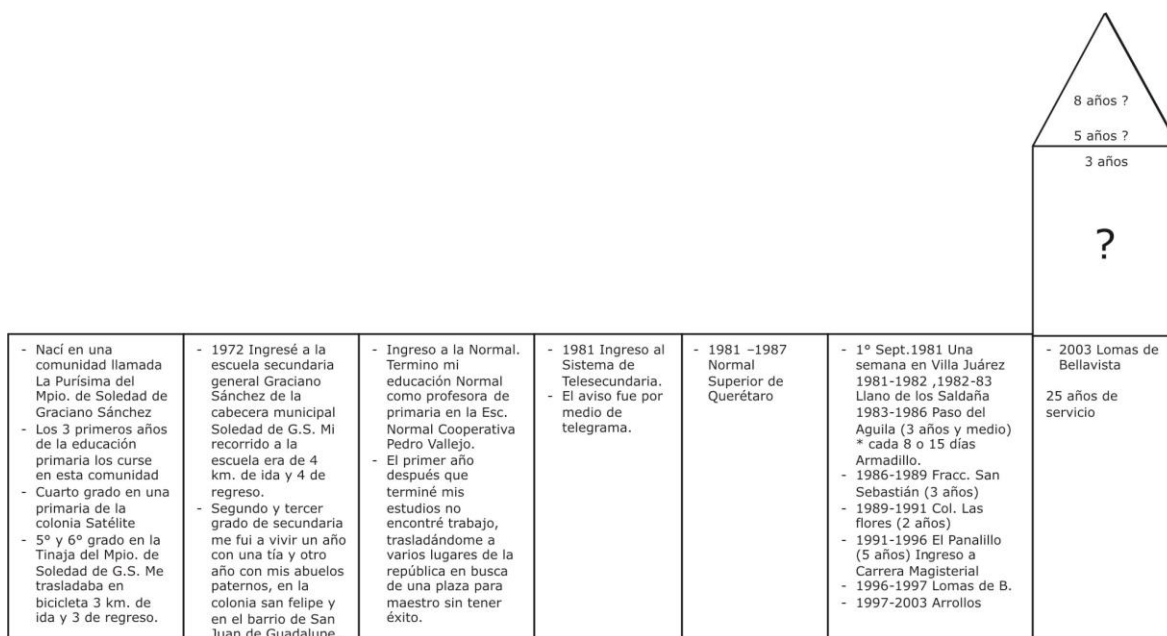 8 años ?
5 años ?
3 años
?
- Nací en una
comunidad llamada
La Purísima del
Mpio. de Soledad de
Graciano Sánchez
- Los 3 primeros años
de la educación
primaria los curse
en esta comunidad
- Cuarto grado en una
primaria de la
colonia Satélite
- 5° y 6° grado en la
Tinaja del Mpio. de
Soledad de G.S. Me
trasladaba en
bicicleta 3 km. de
ida y 3 de regreso.
- 1972 Ingresé a la
escuela secundaria
general Graciano
Sánchez de la
cabecera municipal
Soledad de G.S. Mi
recorrido a la
escuela era de 4
km. de ida y 4 de
regreso.
- Segundo y tercer
grado de secundaria
me fui a vivir un año
con una tía y otro
año con mis abuelos
paternos, en la
colonia san felipe y
en el barrio de San
Juan de Guadalupe
- Ingreso a la Normal.
Termino mi
educación Normal
como profesora de
primaria en la Esc.
Normal Cooperativa
Pedro Vallejo.
- El primer año
después que
terminé mis
estudios no
encontré trabajo,
trasladándome a
varios lugares de la
república en busca
de una plaza para
maestro sin tener
éxito.
- 1981 Ingreso al
Sistema de
Telesecundaria.
- El aviso fue por
medio de
telegrama.
- 1981 –1987
Normal
Superior de
Querétaro
- 1° Sept.1981 Una
semana en Villa Juárez
1981-1982 ,1982-83
Llano de los Saldaña
1983-1986 Paso del
Aguila (3 años y medio)
* cada 8 o 15 días
Armadillo.
- 1986-1989 Fracc. San
Sebastián (3 años)
- 1989-1991 Col. Las
flores (2 años)
- 1991-1996 El Panalillo
(5 años) Ingreso a
Carrera Magisterial
- 1996-1997 Lomas de B.
- 1997-2003 Arrollos
- 2003 Lomas de
Bellavista
25 años de
servicio